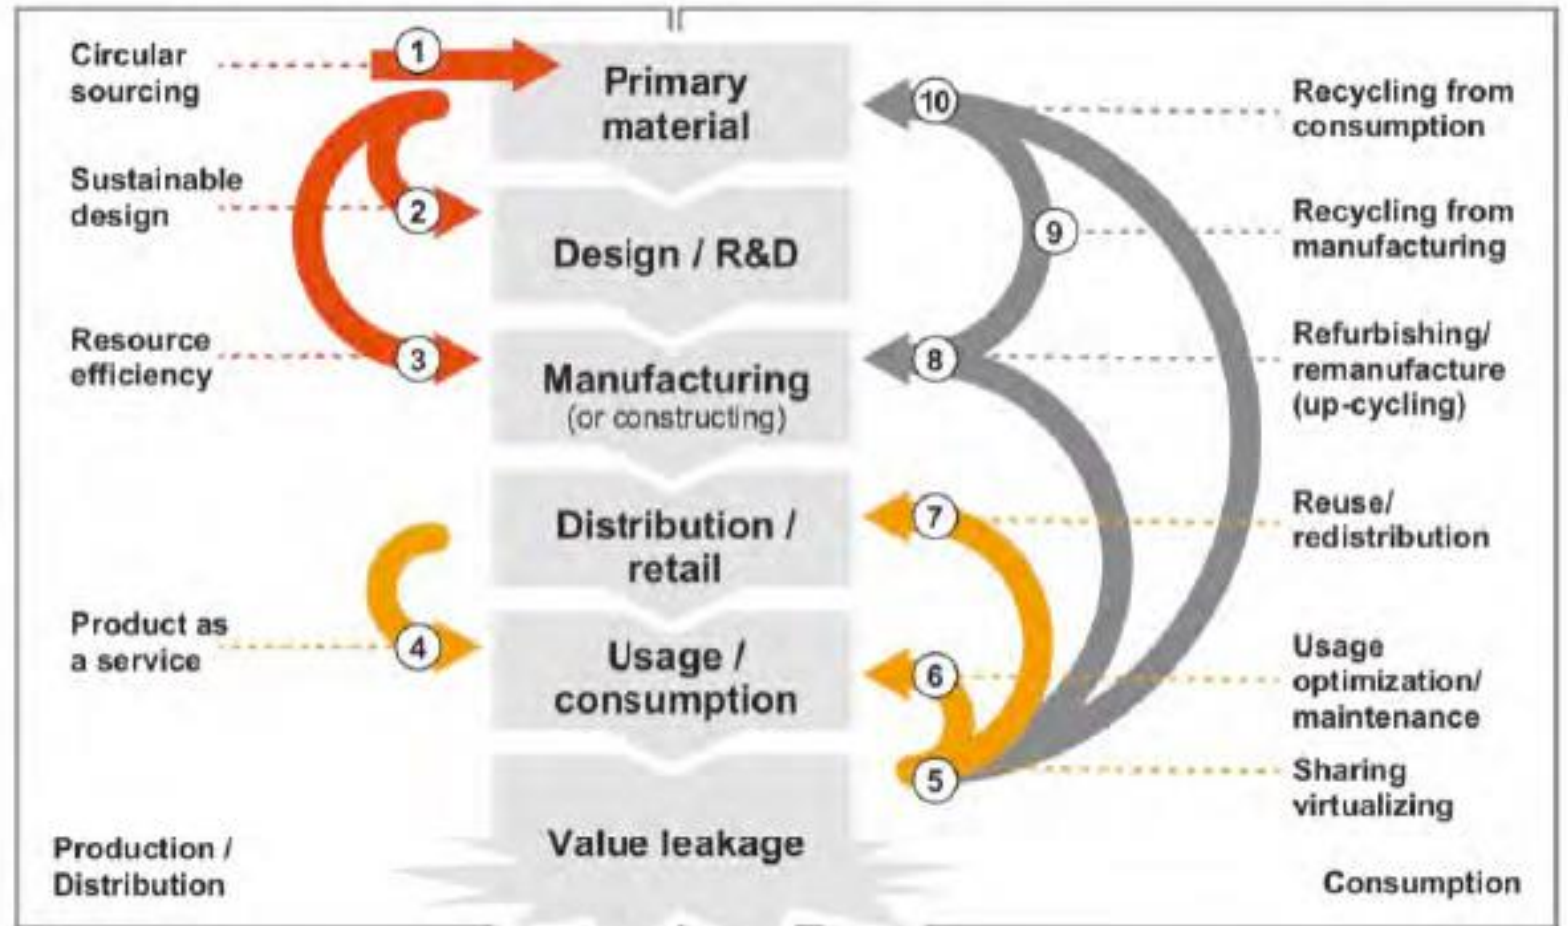 Circular
sourcing
1
Sustainable
design
2
Resource
efficiency
3
Product as
a service
4
Production /
Distribution
Primary
material
Design / R&D
Manufacturing
(or constructing)
Distribution /
retail
Usage /
consumption
Value leakage
10
Recycling from
consumption
9
Recycling from
manufacturing
8
Refurbishing/
remanufacture
(up-cycling)
7
Reuse/
redistribution
6
Usage
optimization/
maintenance
5
Sharing
virtualizing
Consumption